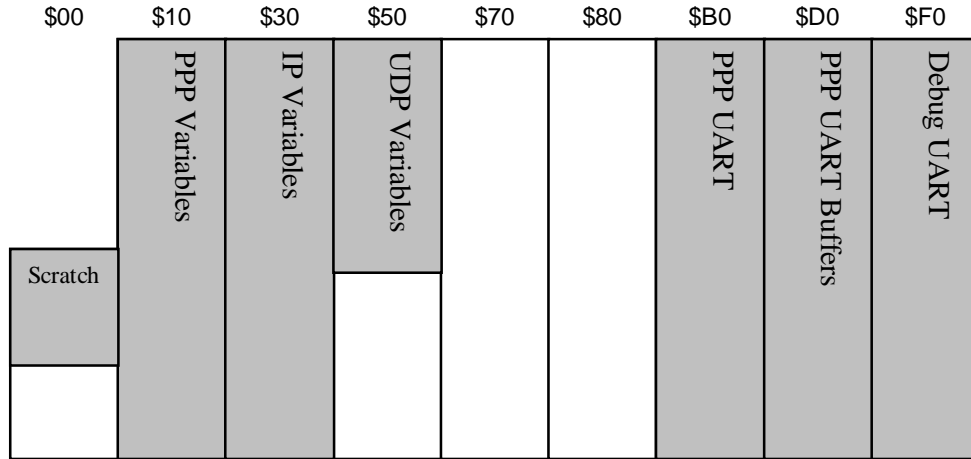 $00 $10 $30 $50 $70 $80 $B0 $D0 $F0
Scratch
PPP Variables
IP Variables
UDP Variables
PPP UART
PPP UART Buffers
Debug UART